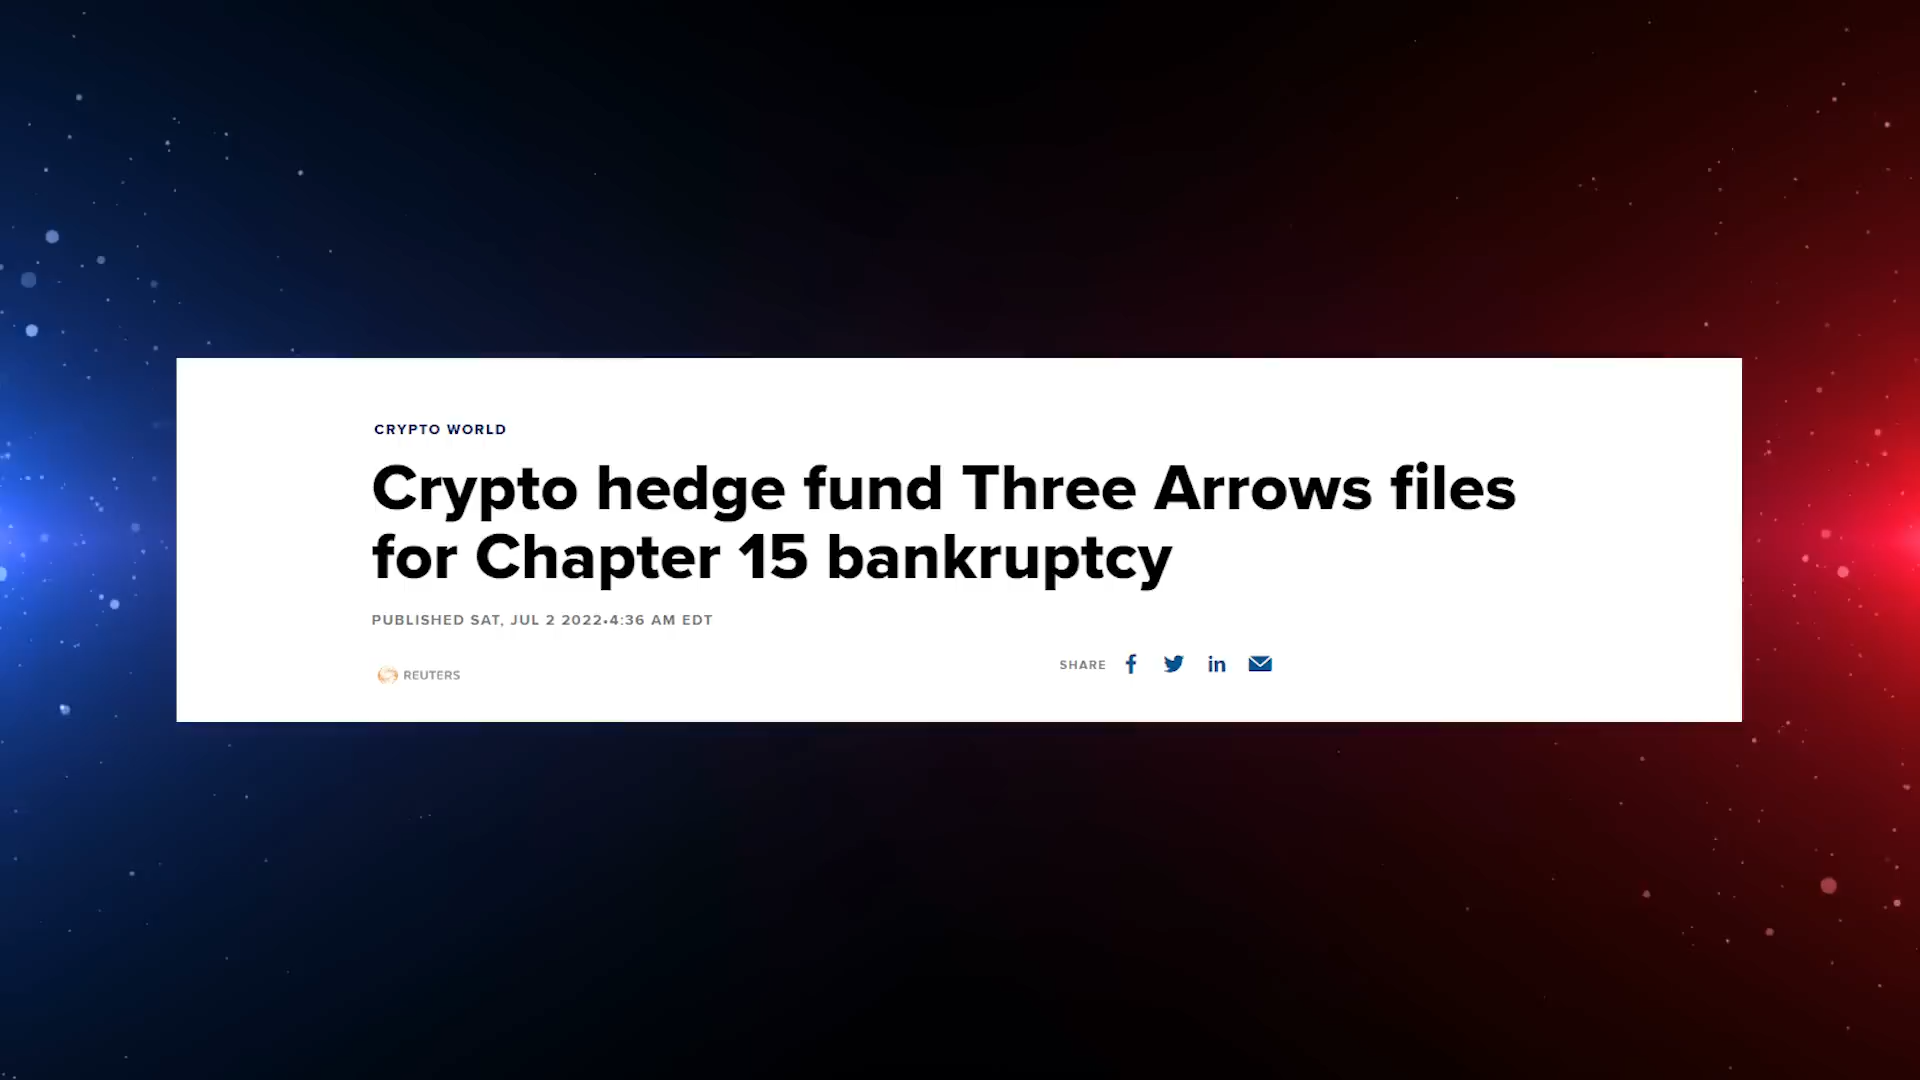 CRYPTO WORLD
Crypto hedge fund Three Arrows files
for Chapter 15 bankruptcy
PUBLISHED SAT, JUL 2 2022•4:36 AM EDT
REUTERS
SHARE